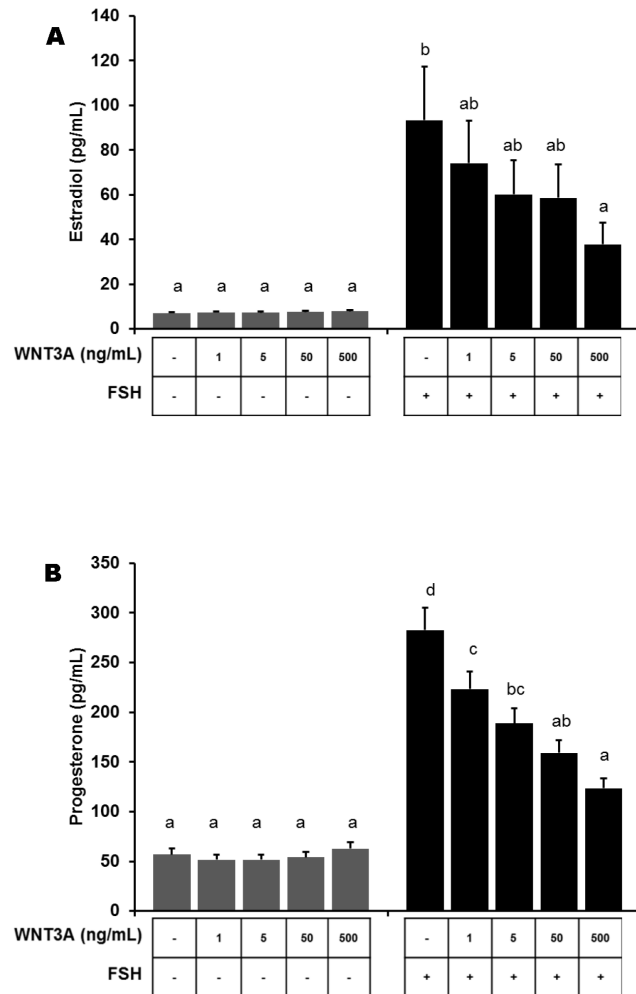 A
140
120
100
80
60
40
20
0
Estradiol (pg/mL)
a a a a a
b ab ab ab a
WNT3A (ng/mL) - 1 5 50 500 - 1 5 50 500
FSH - - - - - + + + + +
B
350
300
250
200
150
100
50
0
Progesterone (pg/mL)
a a a a a
d c bc ab a
WNT3A (ng/mL) - 1 5 50 500 - 1 5 50 500
FSH - - - - - + + + + +